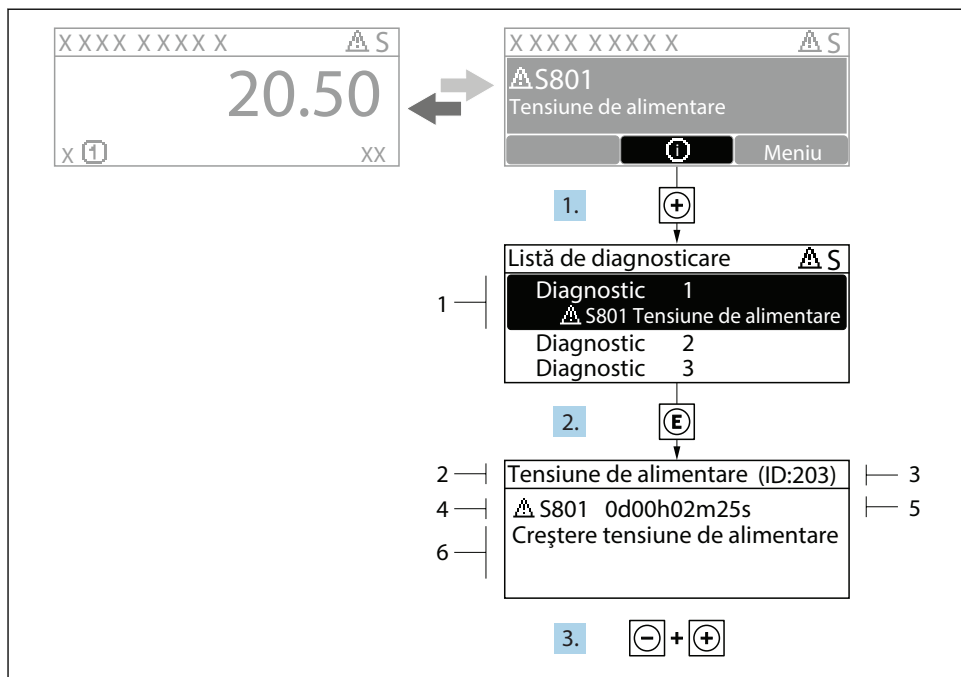 X XXXX XXXXX X ⚠ S
20.50
X 1 XX
X XXX X XXXX X ⚠ S
⚠S801
Tensiune de alimentare
i Meniu
1. +
Listă de diagnosticare ⚠ S
1 Diagnostic 1
⚠ S801 Tensiune de alimentare
Diagnostic 2
Diagnostic 3
2. E
2 Tensiune de alimentare (ID:203) 3
4 ⚠ S801 0d00h02m25s 5
6 Creştere tensiune de alimentare
3. - + +